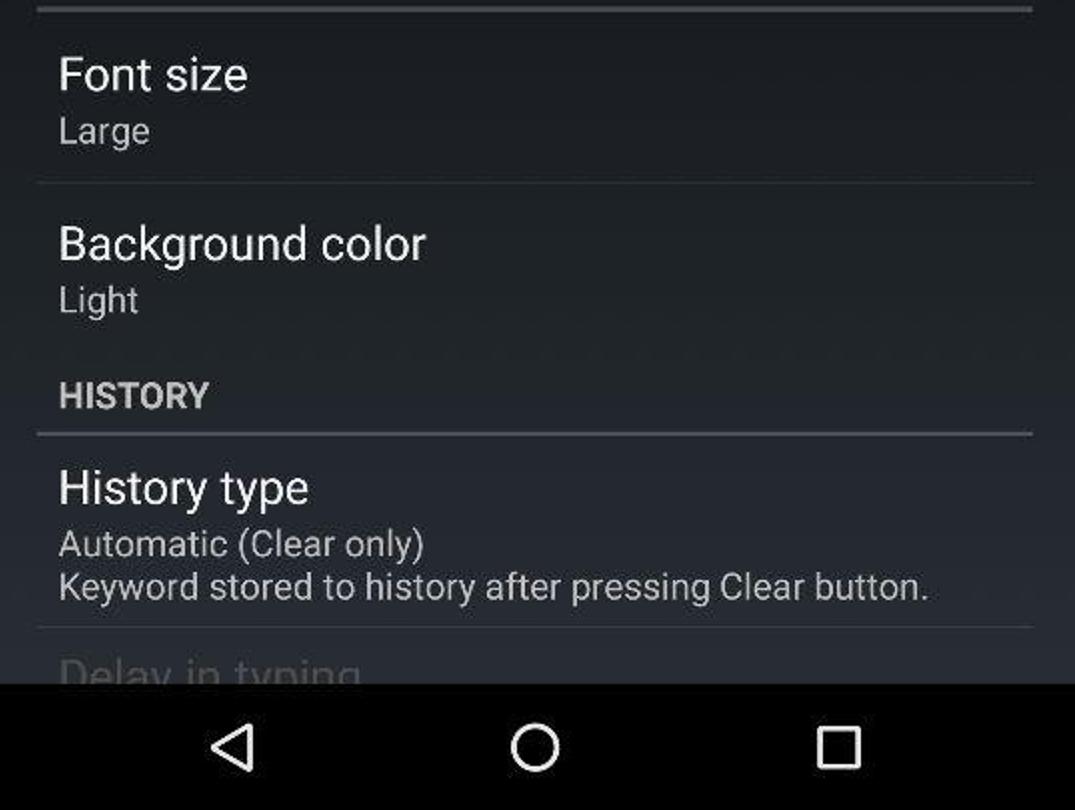 Font size
Large
Background color
Light
HISTORY
History type
Automatic (Clear only)
Keyword stored to history after pressing Clear button.
Delay in typing